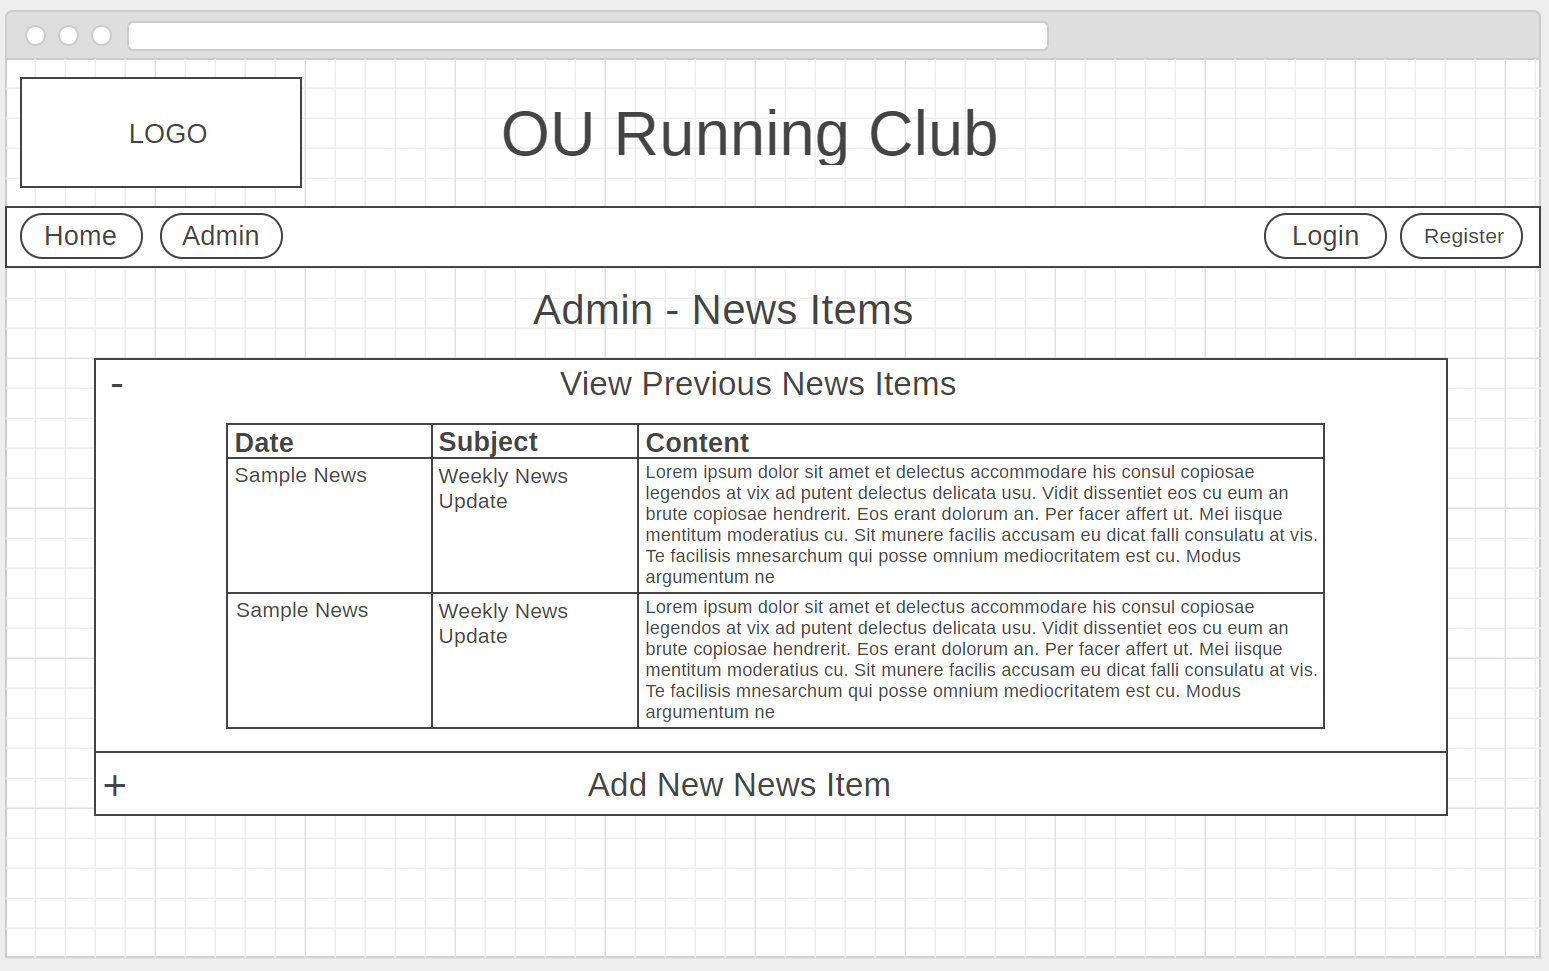 LOGO
OU Running Club
Home
Admin
Login
Register
Admin - News Items
-
View Previous News Items
Date
Subject
Content
Sample News
Weekly News
Update
Lorem ipsum dolor sit amet et delectus accommodare his consul copiosae
legendos at vix ad putent delectus delicata usu. Vidit dissentiet eos cu eum an
brute copiosae hendrerit. Eos erant dolorum an. Per facer affert ut. Mei iisque
mentitum moderatius cu. Sit munere facilis accusam eu dicat falli consulatu at vis.
Te facilisis mnesarchum qui posse omnium mediocritatem est cu. Modus
argumentum ne
Sample News
Weekly News
Update
Lorem ipsum dolor sit amet et delectus accommodare his consul copiosae
legendos at vix ad putent delectus delicata usu. Vidit dissentiet eos cu eum an
brute copiosae hendrerit. Eos erant dolorum an. Per facer affert ut. Mei iisque
mentitum moderatius cu. Sit munere facilis accusam eu dicat falli consulatu at vis.
Te facilisis mnesarchum qui posse omnium mediocritatem est cu. Modus
argumentum ne
+
Add New News Item